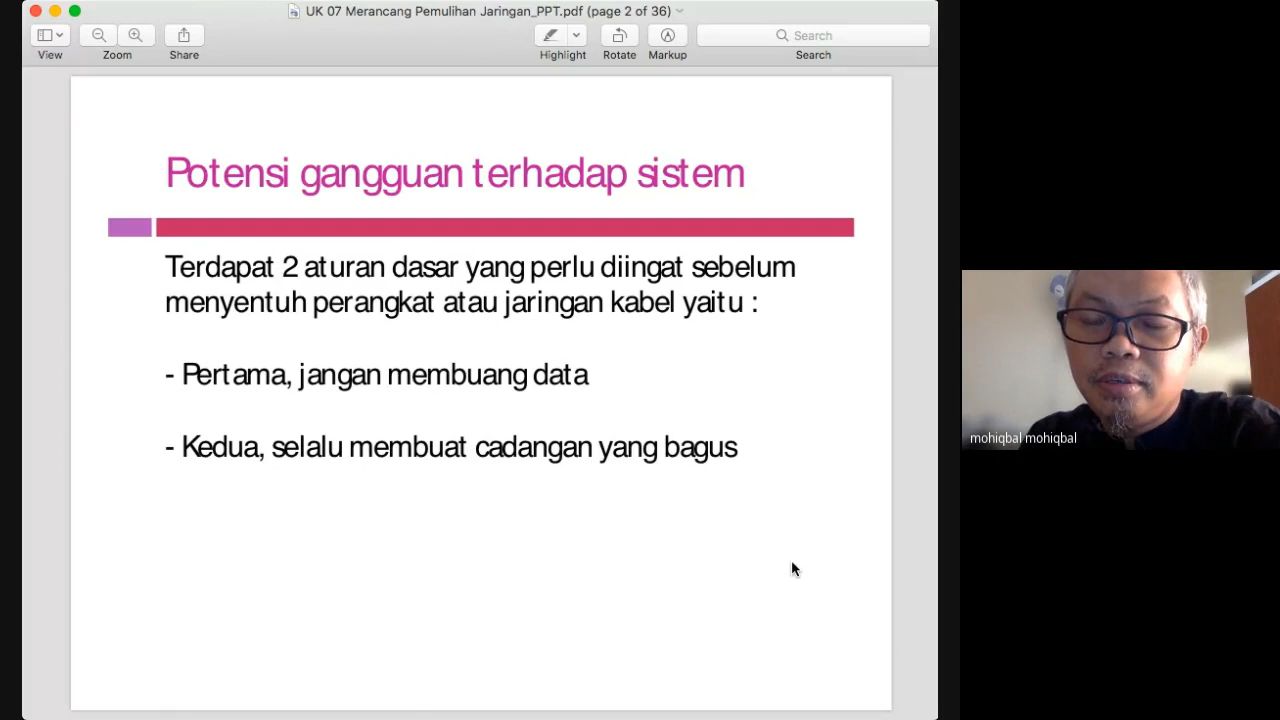 UK 07 Merancang Pemulihan Jaringan_PPT.pdf (page 2 of 36)
View
Zoom
Share
Highlight
Rotate
Markup
Search
Search
Potensi gangguan terhadap sistem
Terdapat 2 aturan dasar yang perlu diingat sebelum
menyentuh perangkat atau jaringan kabel yaitu :
- Pertama, jangan membuang data
- Kedua, selalu membuat cadangan yang bagus
mohiqbal mohiqbal